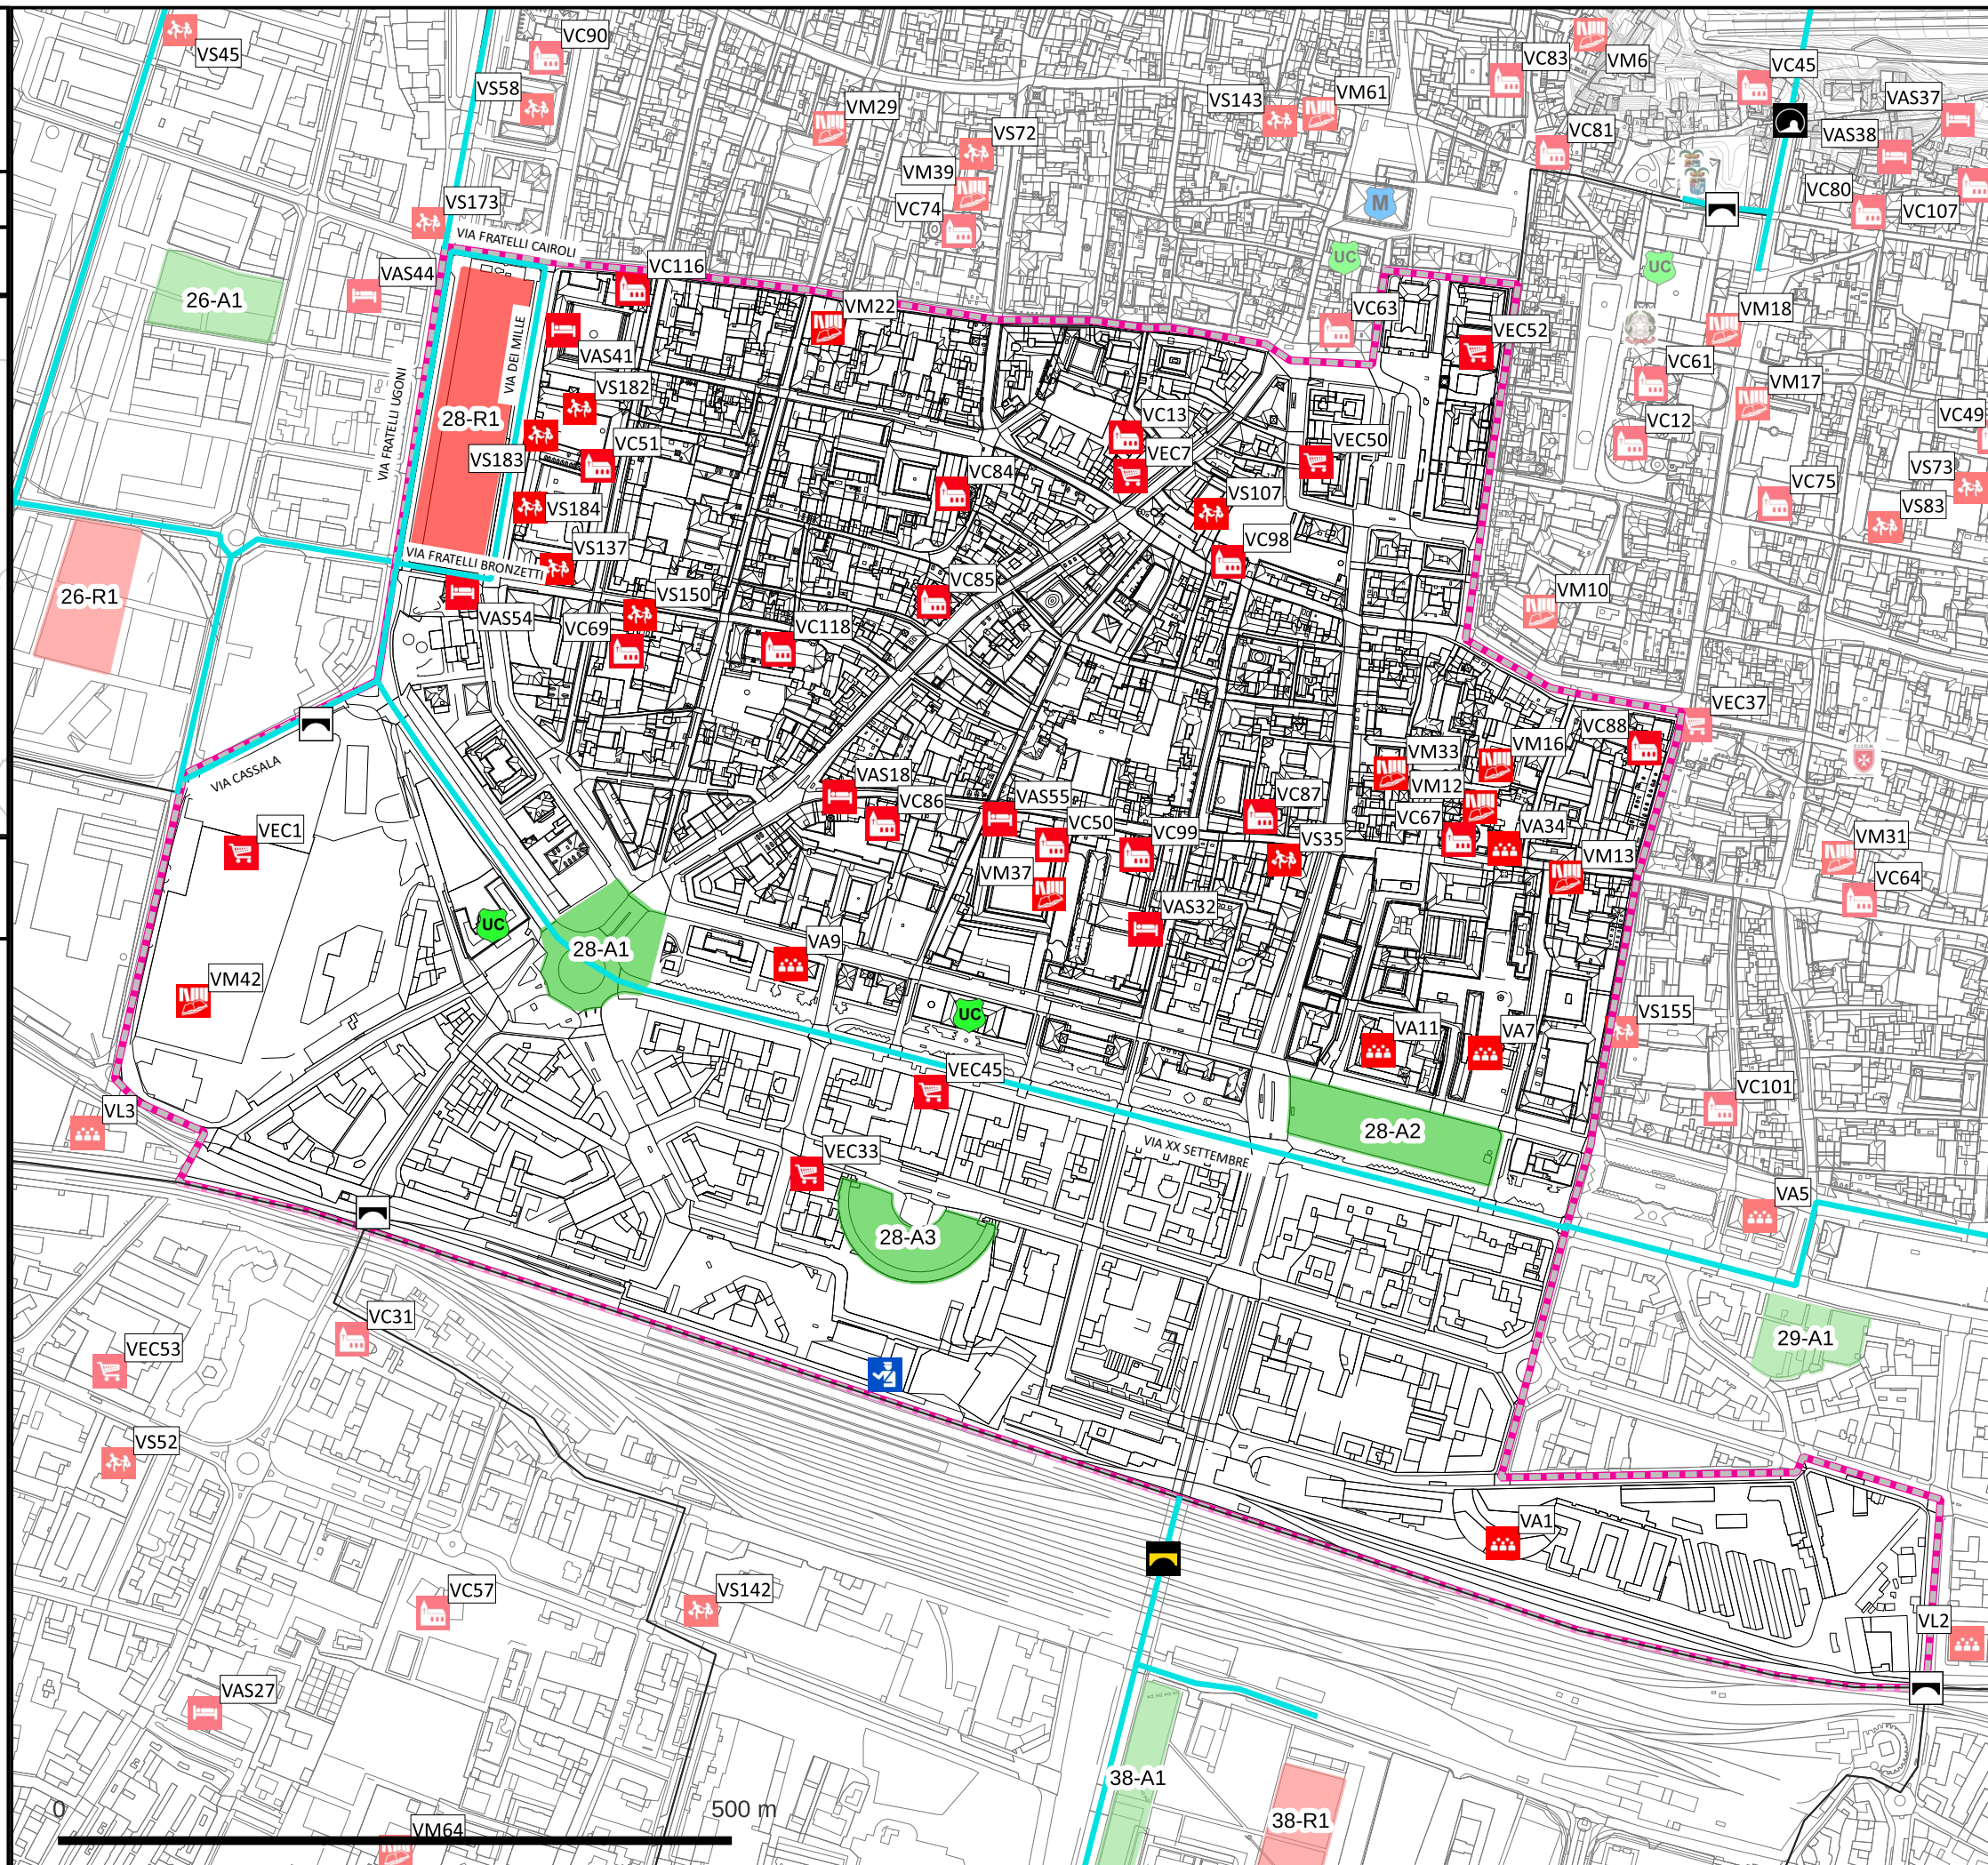 VS45
VC90
VS58
VM29
VS72
VM39
VC74
VS143
VM61
VC83
VM6
VC45
VAS37
VC81
VAS38
VC80
VC107
VS173
VIA FRATELLI CAIROLI
M
UC
UC
26-A1
VAS44
VC116
VM22
VC63
VEC52
VM18
VAS41
VIA DEI MILLE
VIA FRATELLI UGONI
28-R1
VS182
VS183
VC51
VC13
VEC7
VEC50
VC61
VM17
VC12
VC49
VC84
VS107
VC75
VS73
VS83
VS184
VC98
VS137
VIA FRATELLI BRONZETTI
26-R1
VAS54
VS150
VC69
VC118
VC85
VM10
VEC37
VC88
VIA CASSALA
VM33
VM16
VAS18
VC86
VAS55
VC50
VC99
VC87
VM12
VC67
VA34
VEC1
VS35
VM13
VM31
VC64
VM37
VAS32
UC
28-A1
VA9
VM42
UC
VA11
VA7
VS155
VEC45
VL3
VC101
28-A2
VIA XX SETTEMBRE
VEC33
28-A3
VA5
VC31
VEC53
29-A1
VS52
VA1
VC57
VS142
VL2
VAS27
38-A1
0
500 m
VM64
38-R1